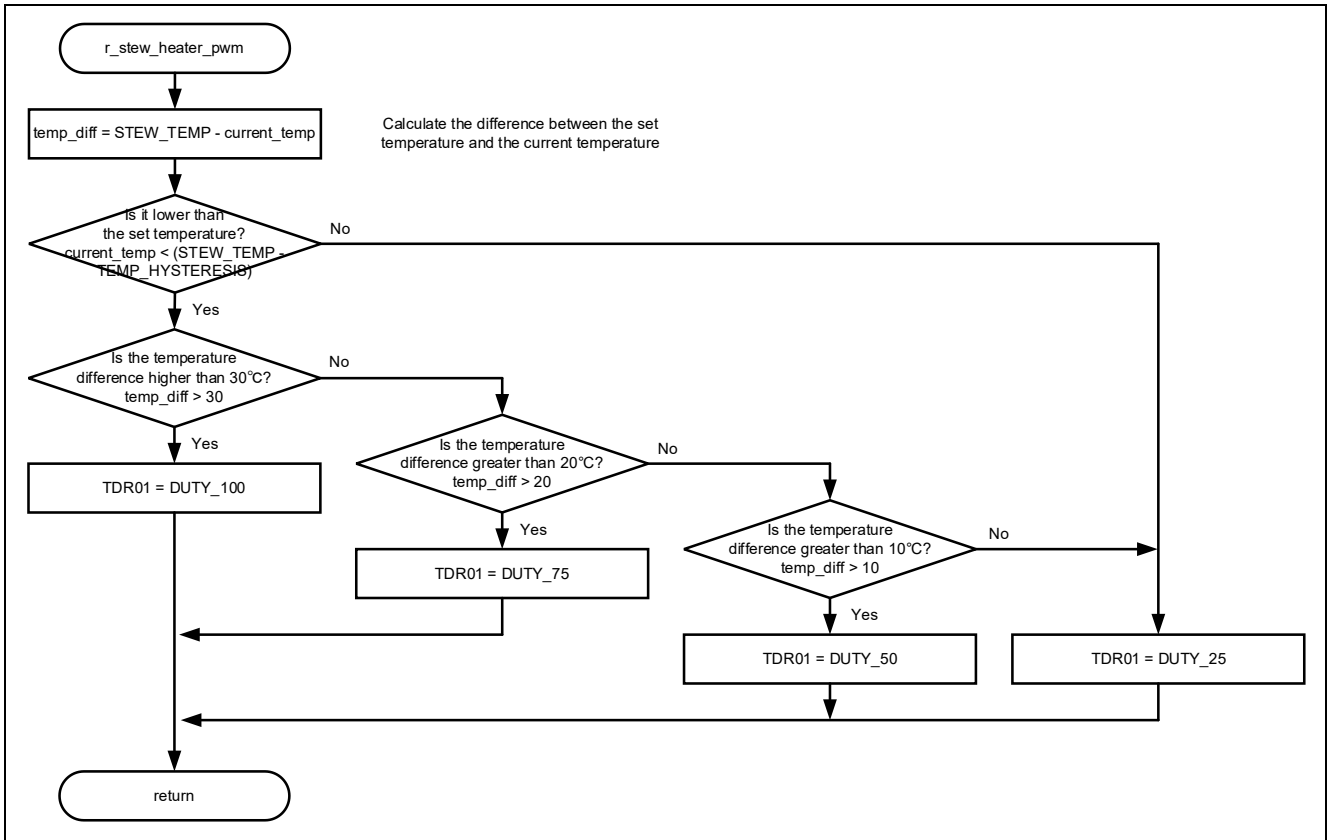 r_stew_heater_pwm
temp_diff = STEW_TEMP - current_temp
Calculate the difference between the set
temperature and the current temperature
Is it lower than
the set temperature?
current_temp < (STEW_TEMP -
TEMP_HYSTERESIS)
No
Yes
Is the temperature
difference higher than 30℃?
temp_diff > 30
No
Yes
Is the temperature
difference greater than 20℃?
temp_diff > 20
No
Yes
TDR01 = DUTY_100
Is the temperature
difference greater than 10℃?
temp_diff > 10
No
Yes
TDR01 = DUTY_75
TDR01 = DUTY_50
TDR01 = DUTY_25
return